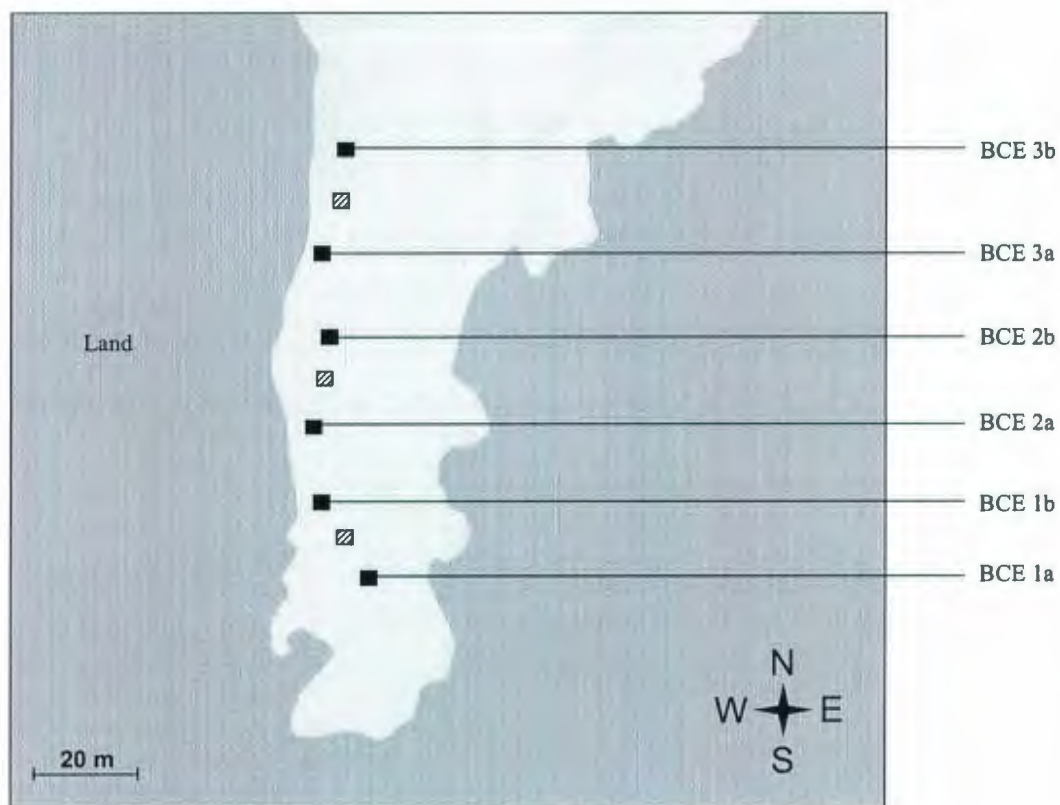 BCE 3b
BCE 3a
Land
BCE 2b
BCE 2a
BCE 1b
BCE 1a
N
W E
S
20 m